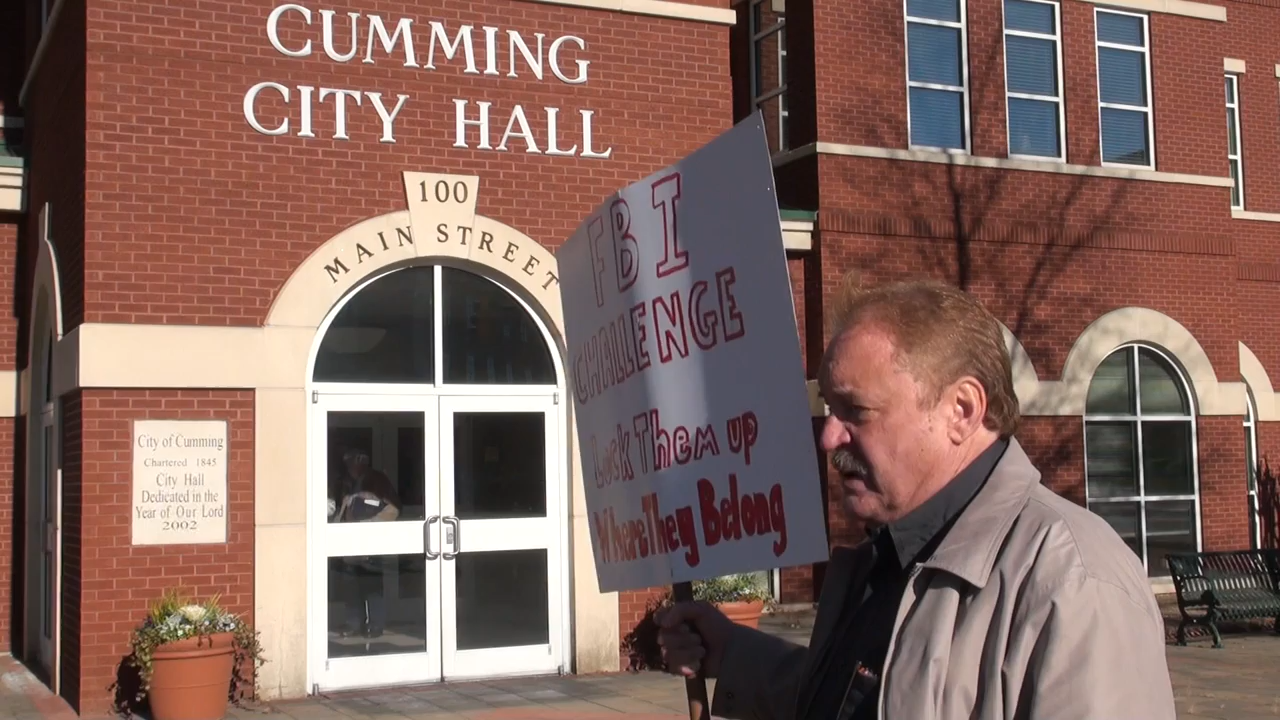 CUMMING
CITY HALL
100
MAIN STREET
FBI
CHALLENGE
Lock Them up
Where They Belong
City of Cumming
Chartered 1845
City Hall
Dedicated in the
Year of Our Lord
2002